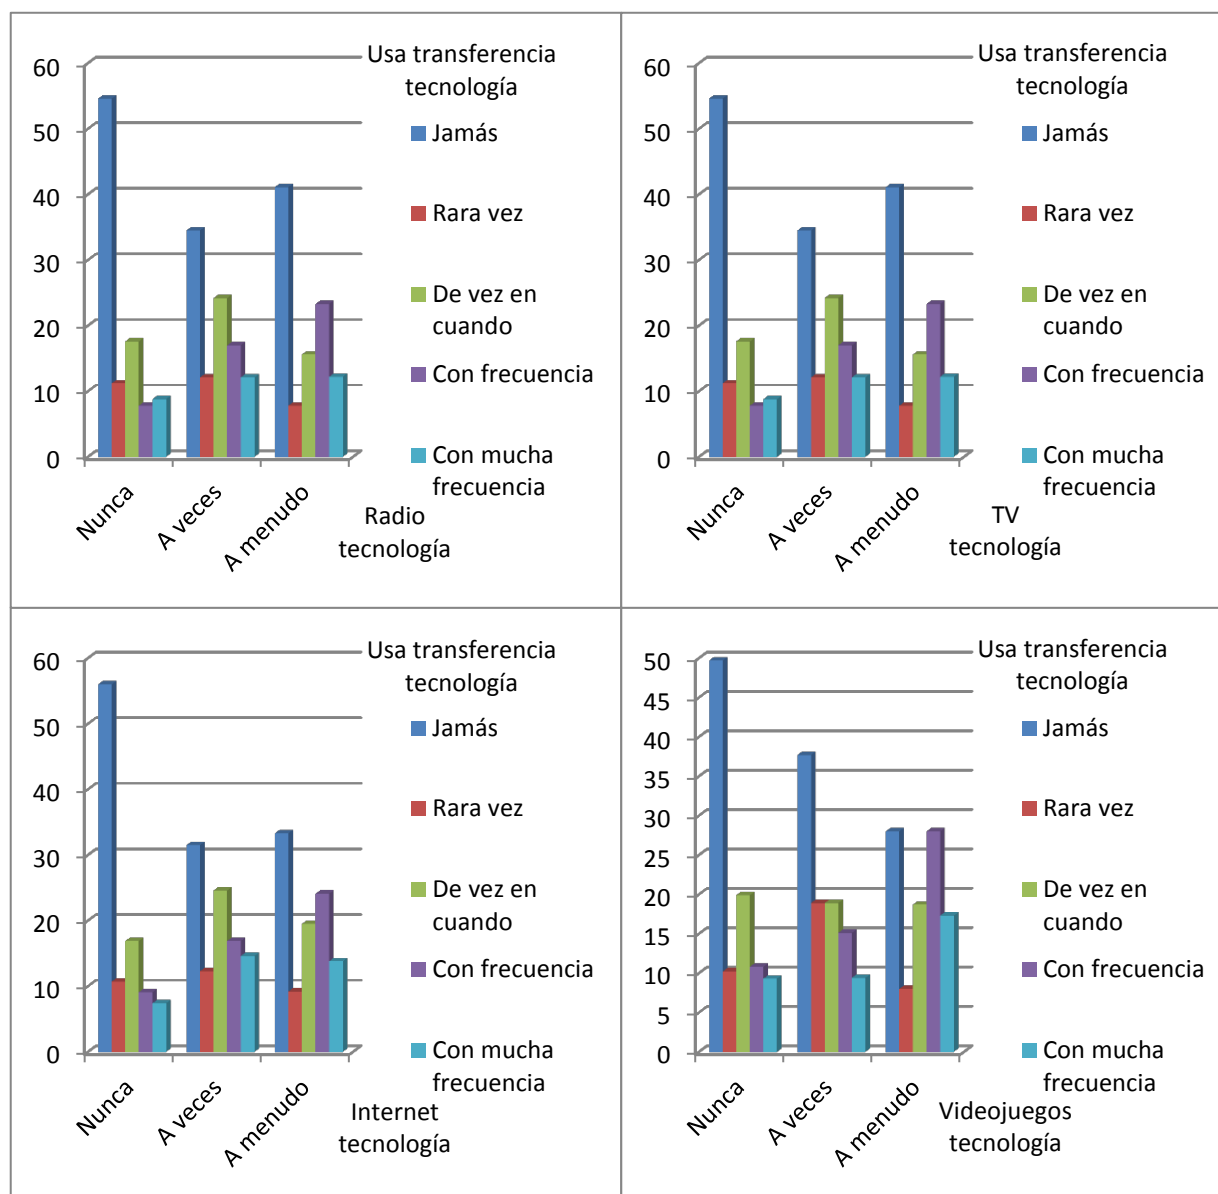 Usa transferencia
tecnología
60
50
40
30
20
10
0
Jamás
Rara vez
De vez en
cuando
Con frecuencia
Con mucha
frecuencia
Nunca
A veces
A menudo
Radio
tecnología
Usa transferencia
tecnología
60
50
40
30
20
10
0
Jamás
Rara vez
De vez en
cuando
Con frecuencia
Con mucha
frecuencia
Nunca
A veces
A menudo
TV
tecnología
Usa transferencia
tecnología
60
50
40
30
20
10
0
Jamás
Rara vez
De vez en
cuando
Con frecuencia
Con mucha
frecuencia
Nunca
A veces
A menudo
Internet
tecnología
Usa transferencia
tecnología
50
45
40
35
30
25
20
15
10
5
0
Jamás
Rara vez
De vez en
cuando
Con frecuencia
Con mucha
frecuencia
Nunca
A veces
A menudo
Videojuegos
tecnología